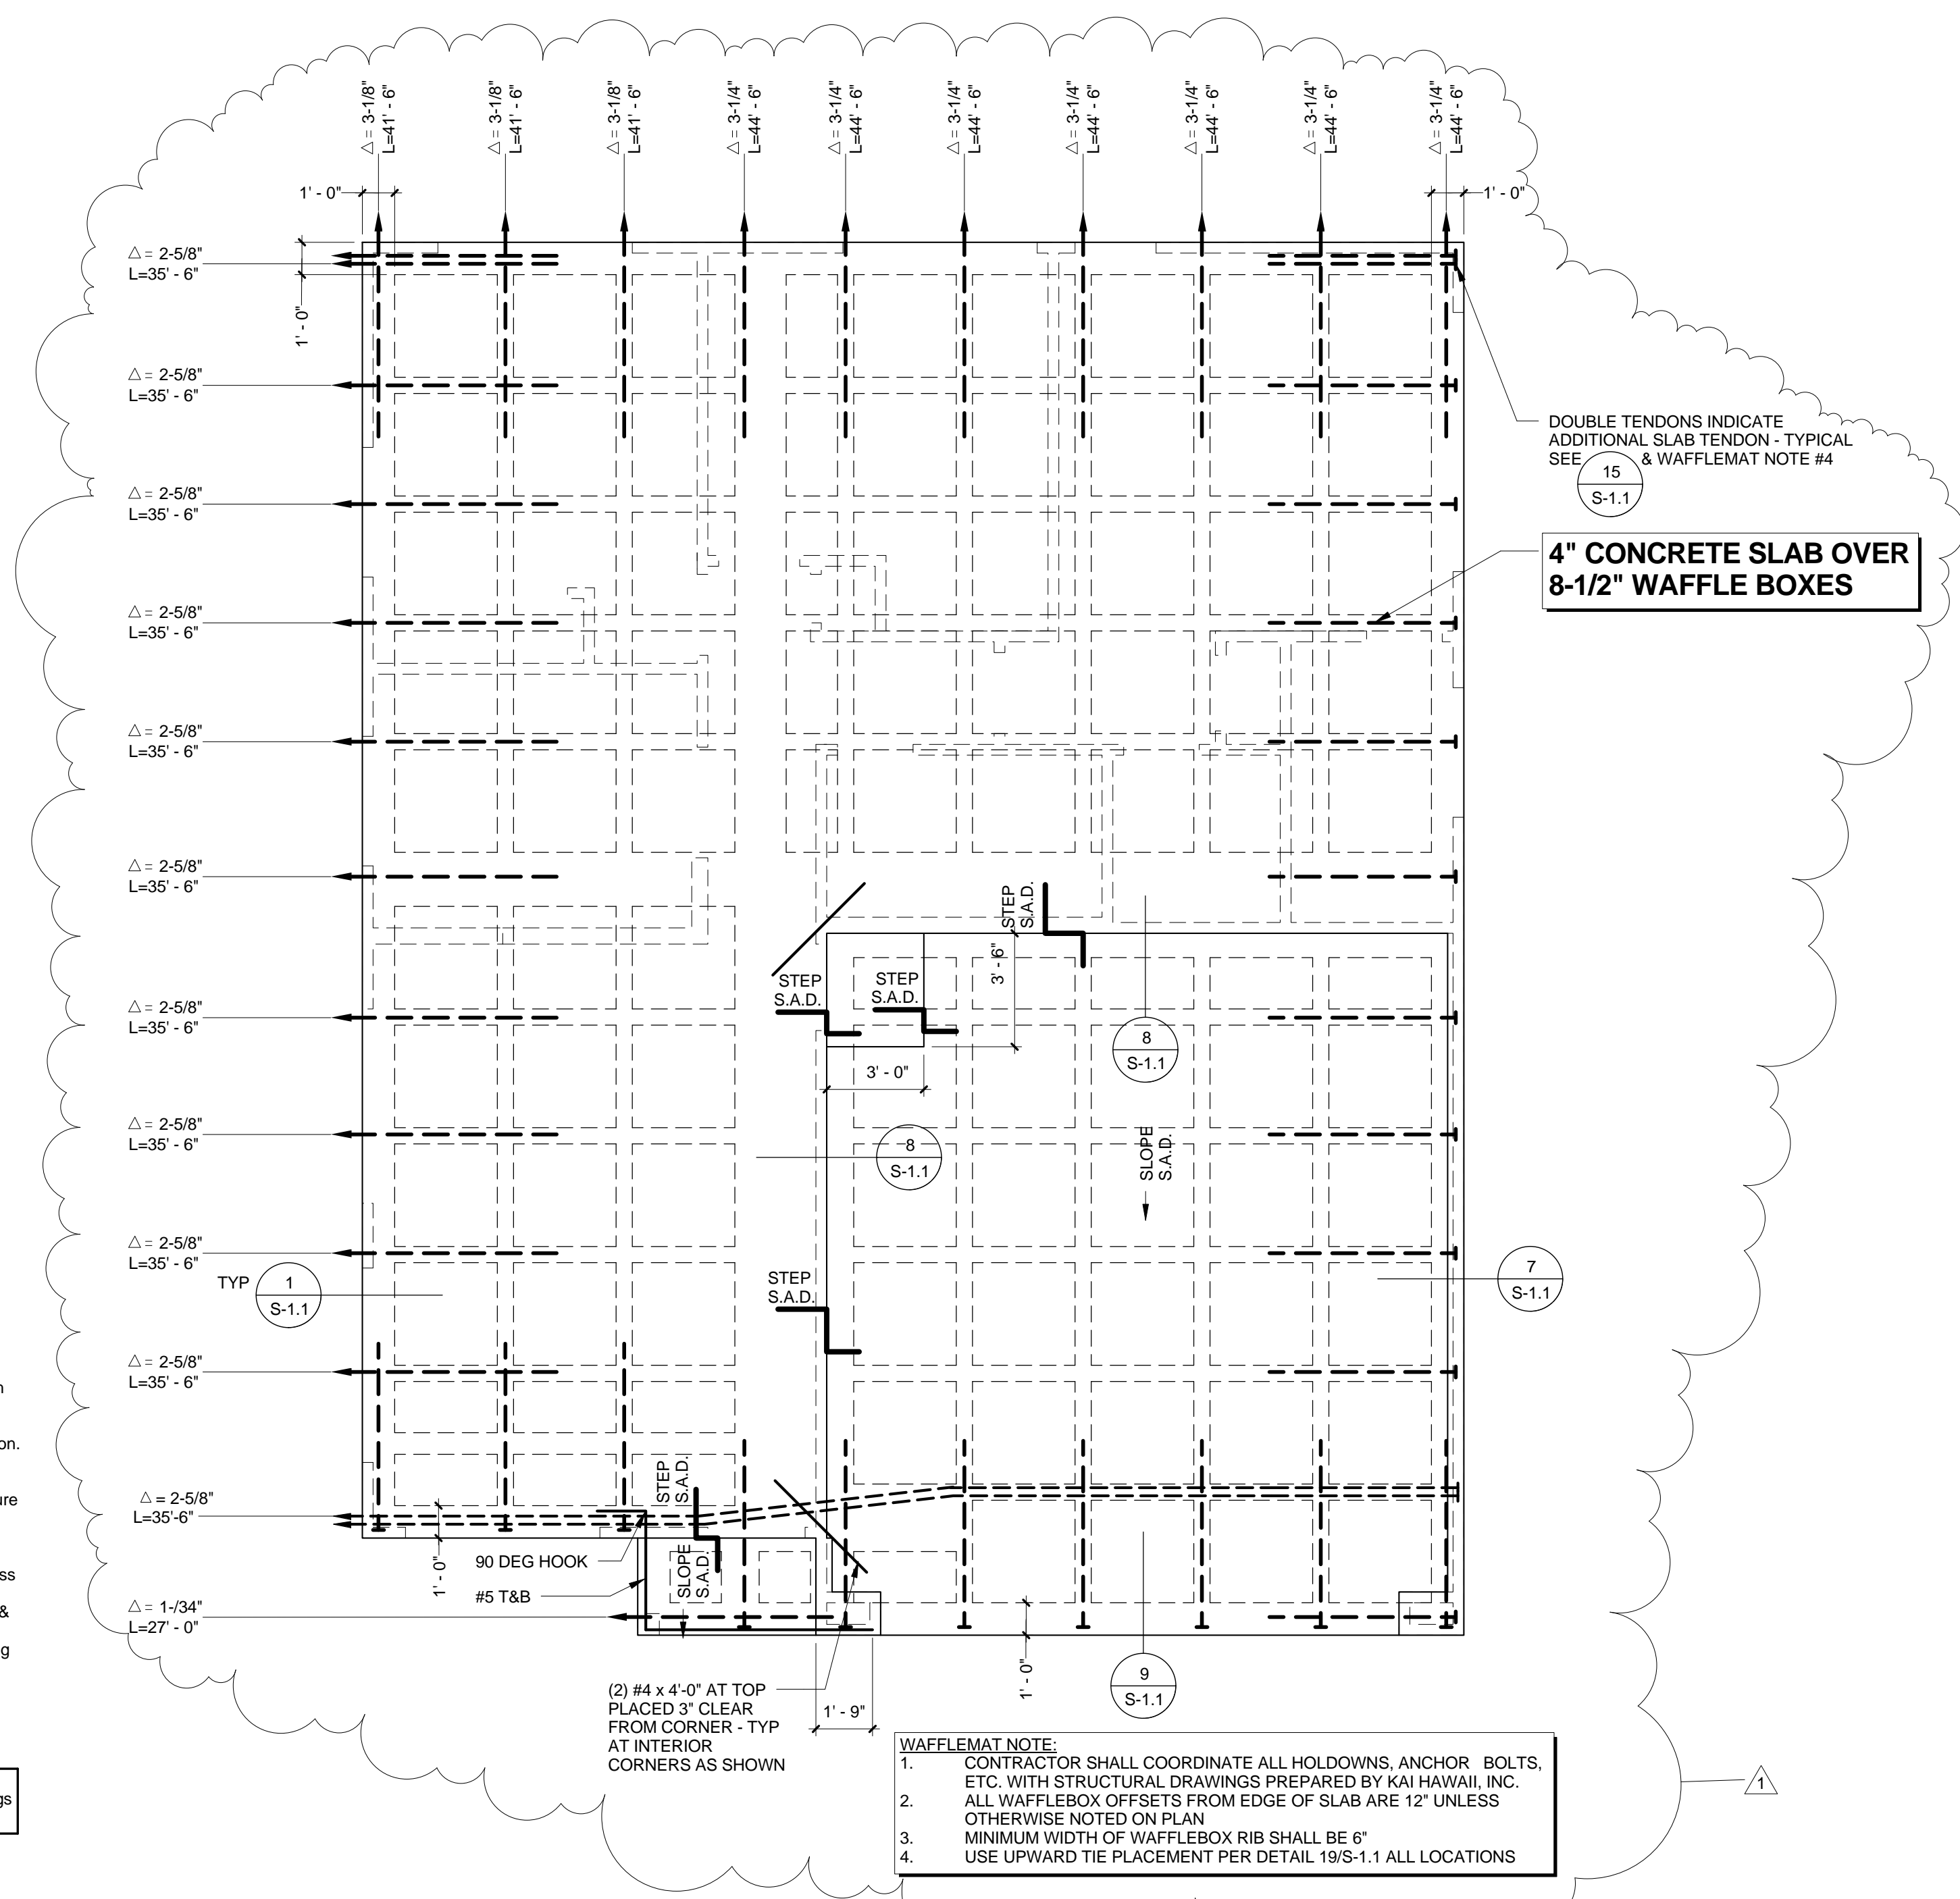 △= 3-1/8"
L=41' - 6"
△= 3-1/8"
L=41' - 6"
△= 3-1/8"
L=41' - 6"
△= 3-1/4"
L=44' - 6"
△= 3-1/4"
L=44' - 6"
△= 3-1/4"
L=44' - 6"
△= 3-1/4"
L=44' - 6"
△= 3-1/4"
L=44' - 6"
△= 3-1/4"
L=44' - 6"
△= 3-1/4"
L=44' - 6"
1' - 0"
1' - 0"
1' - 0"
△= 2-5/8"
L=35' - 6"
△= 2-5/8"
L=35' - 6"
△= 2-5/8"
L=35' - 6"
△= 2-5/8"
L=35' - 6"
△= 2-5/8"
L=35' - 6"
△= 2-5/8"
L=35' - 6"
△= 2-5/8"
L=35' - 6"
△= 2-5/8"
L=35' - 6"
△= 2-5/8"
L=35' - 6"
△= 2-5/8"
L=35' - 6"
△ = 2-5/8"
L=35'-6"
△= 1-/34"
L=27' - 0"
DOUBLE TENDONS INDICATE
ADDITIONAL SLAB TENDON - TYPICAL
SEE 15 S-1.1 & WAFFLEMAT NOTE #4
4" CONCRETE SLAB OVER
8-1/2" WAFFLE BOXES
STEP
S.A.D.
3' - 6"
STEP
S.A.D.
STEP
S.A.D.
3' - 0"
8
S-1.1
8
S-1.1
SLOPE
S.A.D.
TYP
1
S-1.1
7
S-1.1
STEP
S.A.D.
STEP
S.A.D.
90 DEG HOOK
#5 T&B
SLOPE
S.A.D.
1' - 0"
1' - 0"
9
S-1.1
(2) #4 x 4'-0" AT TOP
PLACED 3" CLEAR
FROM CORNER - TYP
AT INTERIOR
CORNERS AS SHOWN
1' - 9"
WAFFLEMAT NOTE:
1. CONTRACTOR SHALL COORDINATE ALL HOLDOWNS, ANCHOR BOLTS,
ETC. WITH STRUCTURAL DRAWINGS PREPARED BY KAI HAWAII, INC.
2. ALL WAFFLEBOX OFFSETS FROM EDGE OF SLAB ARE 12" UNLESS
OTHERWISE NOTED ON PLAN
3. MINIMUM WIDTH OF WAFFLEBOX RIB SHALL BE 6"
4. USE UPWARD TIE PLACEMENT PER DETAIL 19/S-1.1 ALL LOCATIONS
1
&